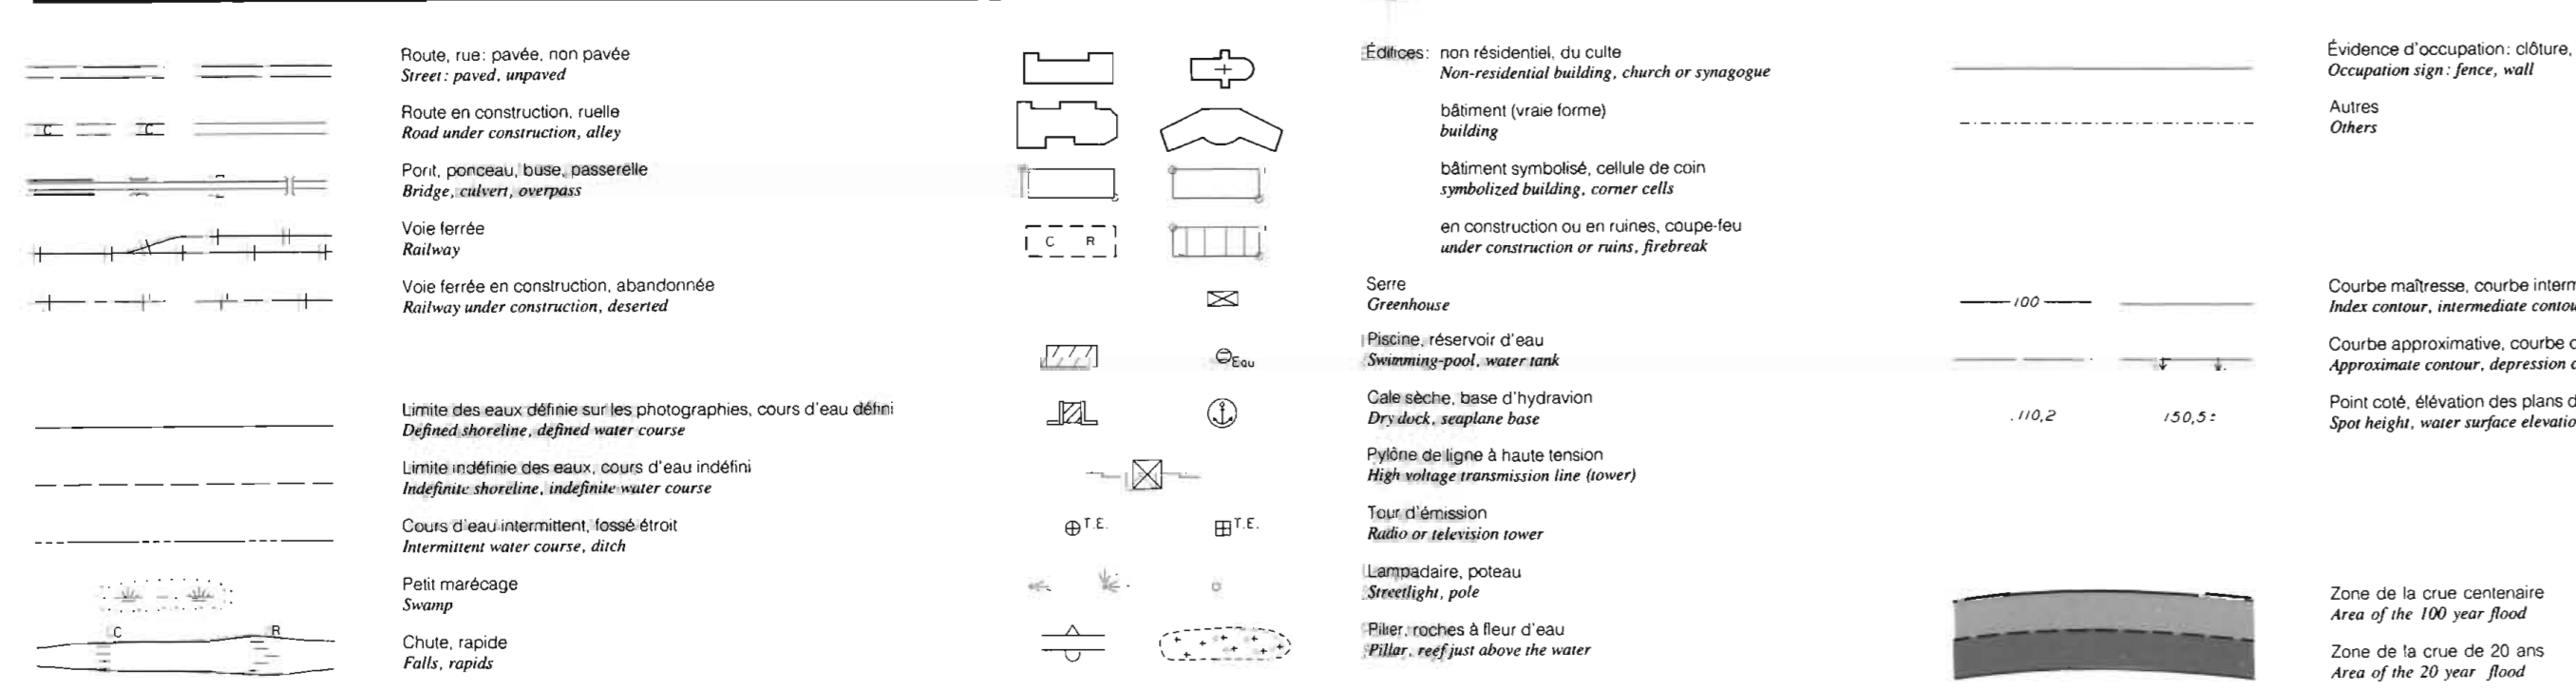 Route, rue: pavée, non pavée
Street: paved, unpaved
C C
Route en construction, ruelle
Road under construction, alley
Pont, ponceau, buse, passerelle
Bridge, culvert, overpass
Voie ferrée
Railway
Voie ferrée en construction, abandonnée
Railway under construction, deserted
Limite des eaux définie sur les photographies, cours d'eau défini
Defined shoreline, defined water course
Limite indéfinie des eaux, cours d'eau indéfini
Indefinite shoreline, indefinite water course
Cours d'eau intermittent, fossé étroit
Intermittent water course, ditch
Petit marécage
Swamp
C R
Chute, rapide
Falls, rapids
Édifices: non résidentiel, du culte
Non-residential building, church or synagogue
bâtiment (vraie forme)
building
bâtiment symbolisé, cellule de coin
symbolized building, corner cells
C R
en construction ou en ruines, coupe-feu
under construction or ruins, firebreak
Serre
Greenhouse
Eau
Piscine, réservoir d'eau
Swimming-pool, water tank
Cale sèche, base d'hydravion
Dry dock, seaplane base
Pylône de ligne à haute tension
High voltage transmission line (tower)
T.E. T.E.
Tour d'émission
Radio or television tower
Lampadaire, poteau
Streetlight, pole
Pilier, roches à fleur d'eau
Pillar, reef just above the water
Évidence d'occupation: clôture,
Occupation sign: fence, wall
Autres
Others
100
Courbe maîtresse, courbe interm
Index contour, intermediate contou
Courbe approximative, courbe
Approximate contour, depression
.110,2 150,5
Point coté, élévation des plans d
Spot height, water surface elevatio
Zone de la crue centenaire
Area of the 100 year flood
Zone de la crue de 20 ans
Area of the 20 year flood